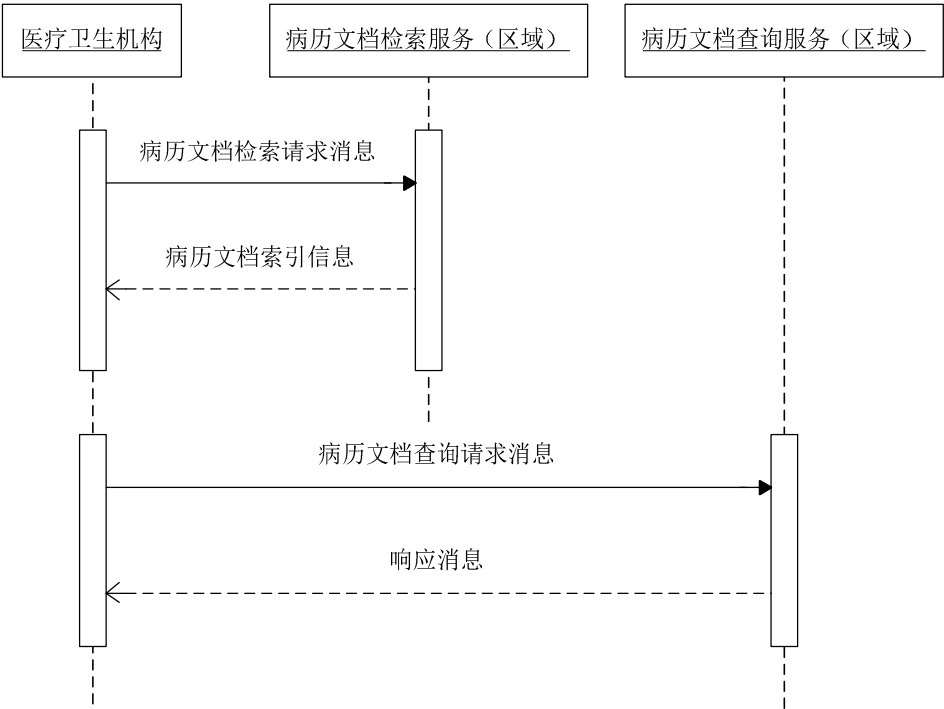 医疗卫生机构
病历文档检索服务（区域）
病历文档查询服务（区域）
病历文档检索请求消息
病历文档索引信息
病历文档查询请求消息
响应消息